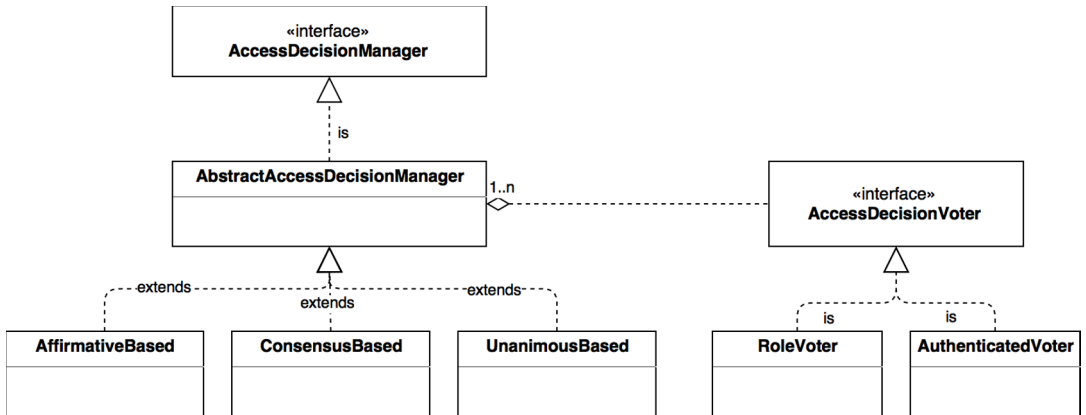 «interface»
AccessDecisionManager
is
AbstractAccessDecisionManager
1..n
«interface»
AccessDecisionVoter
extends
extends
extends
is
is
AffirmativeBased
ConsensusBased
UnanimousBased
RoleVoter
AuthenticatedVoter